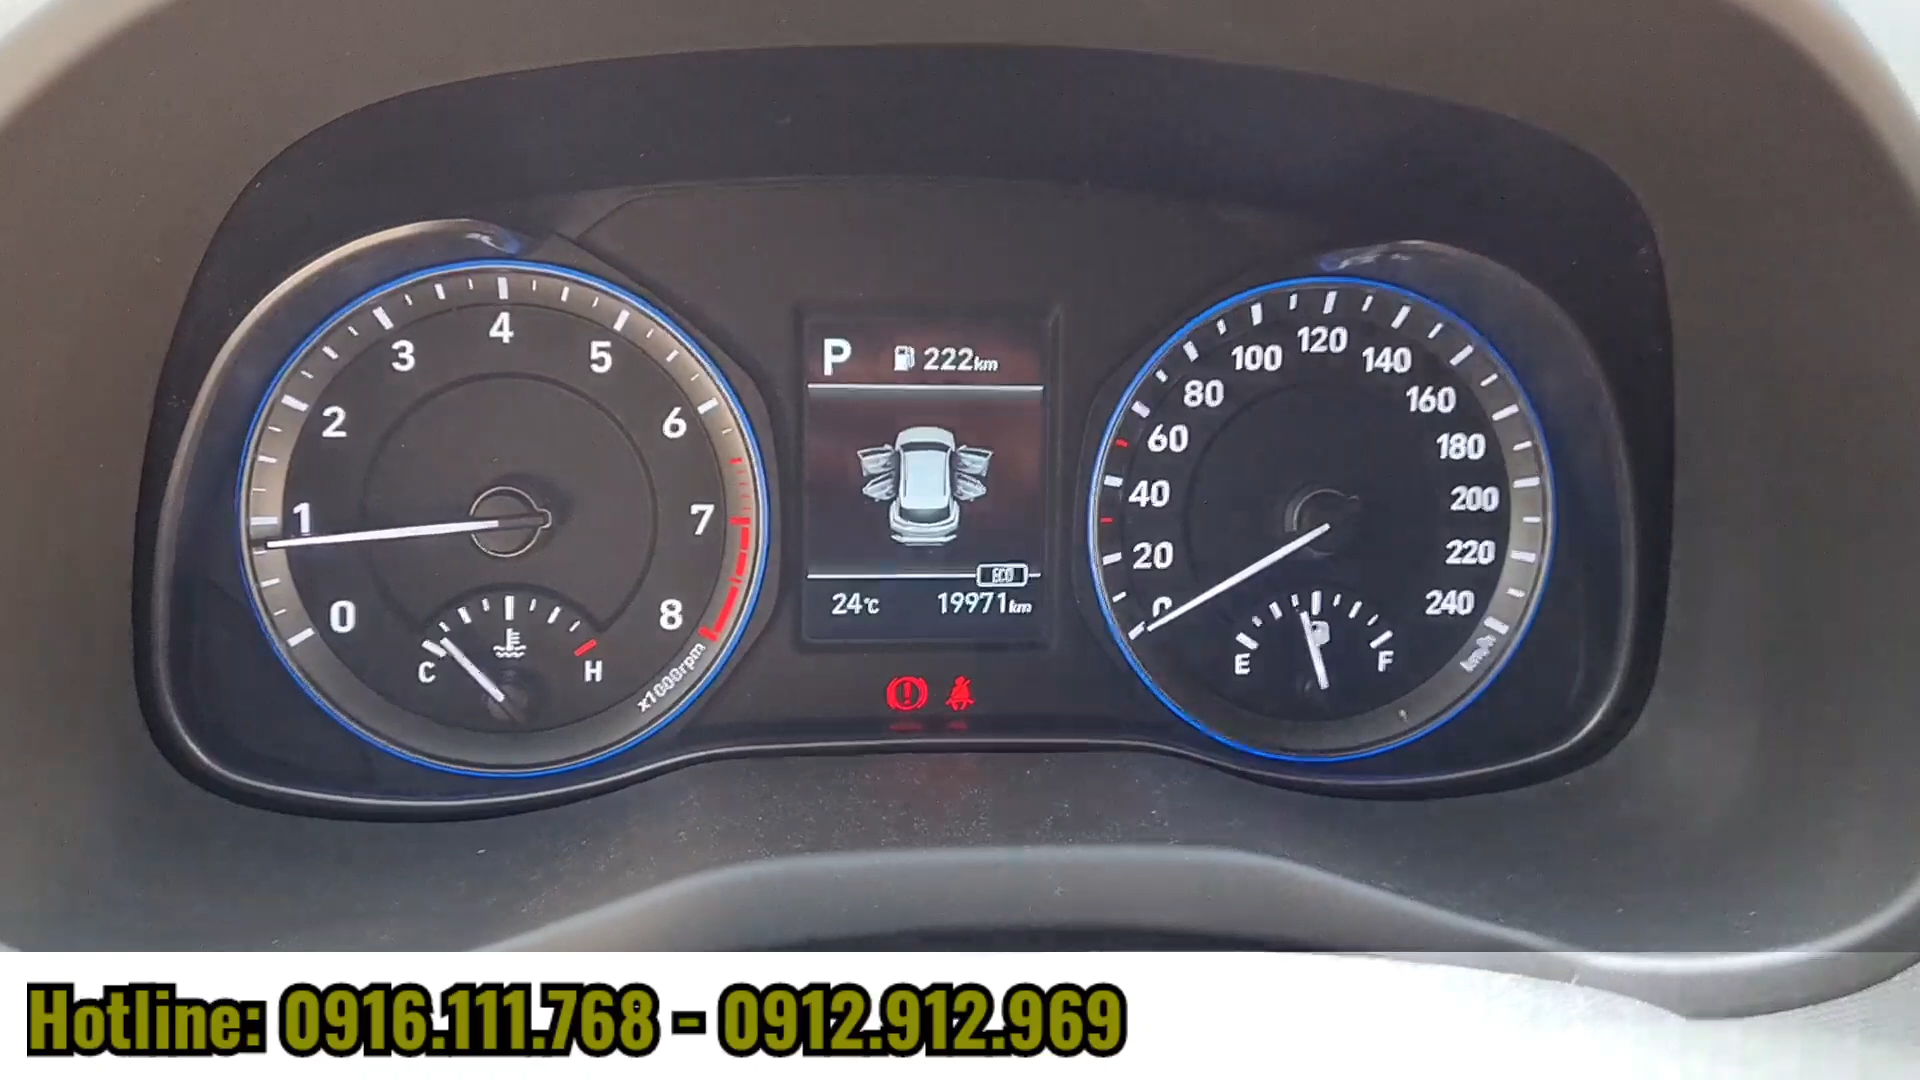 0 1 2 3 4 5 6 7 8
x1000rpm
C H
P 222km
ECO
24°C 19971km
0 20 40 60 80 100 120 140 160 180 200 220 240
km/h
E F
Hotline: 0916.111.768 - 0912.912.969